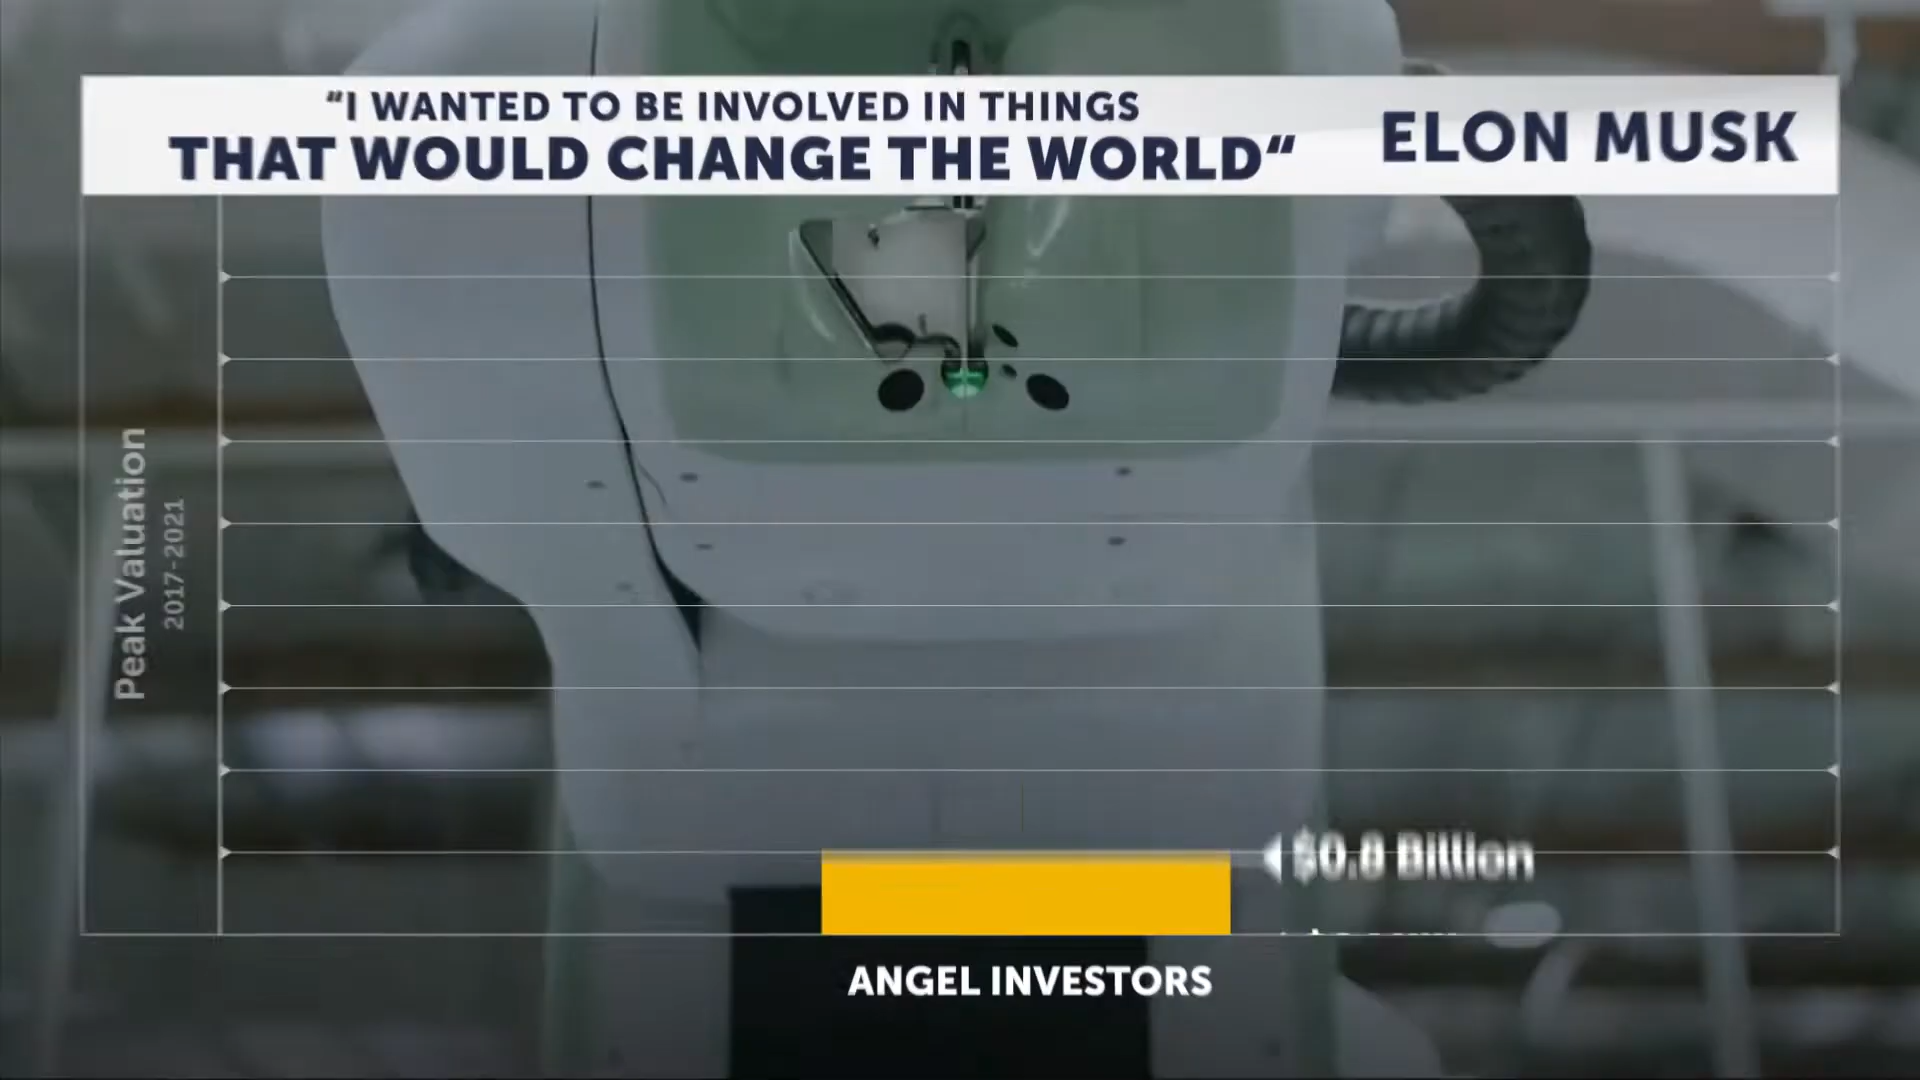 “I WANTED TO BE INVOLVED IN THINGS
THAT WOULD CHANGE THE WORLD“
ELON MUSK
Peak Valuation
2017-2021
$0.8 Billion
ANGEL INVESTORS